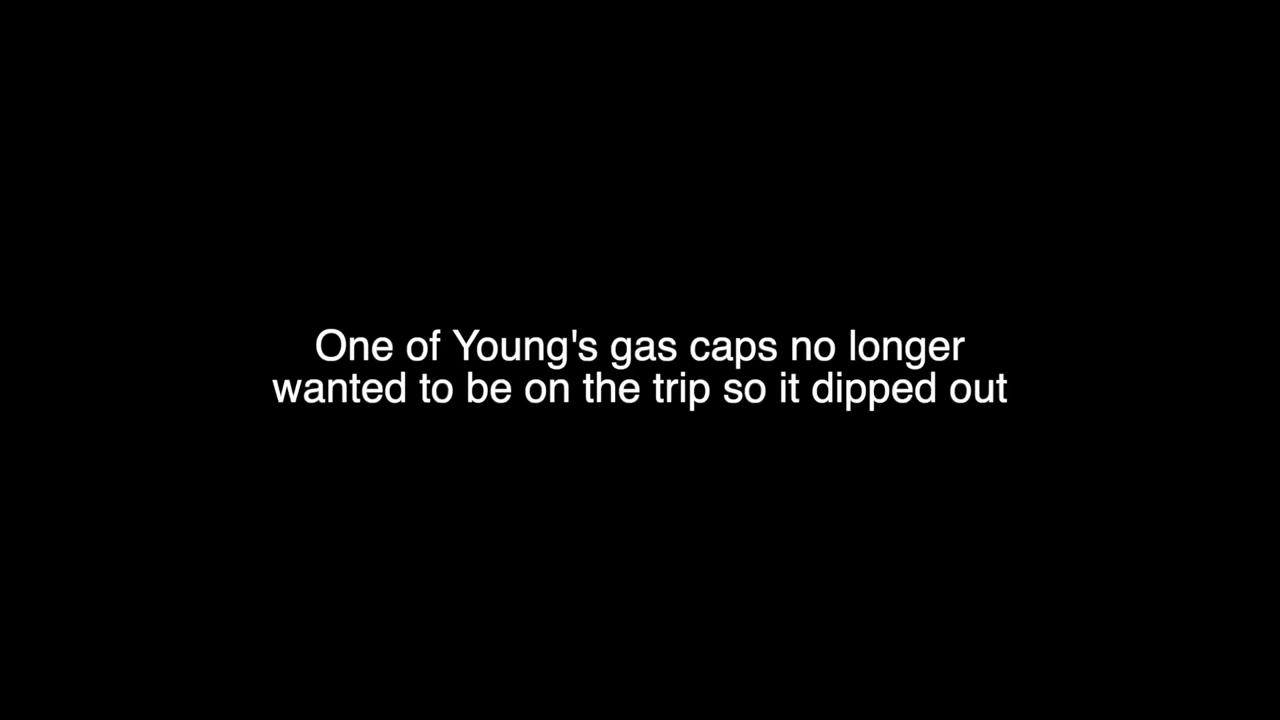 One of Young's gas caps no longer
wanted to be on the trip so it dipped out